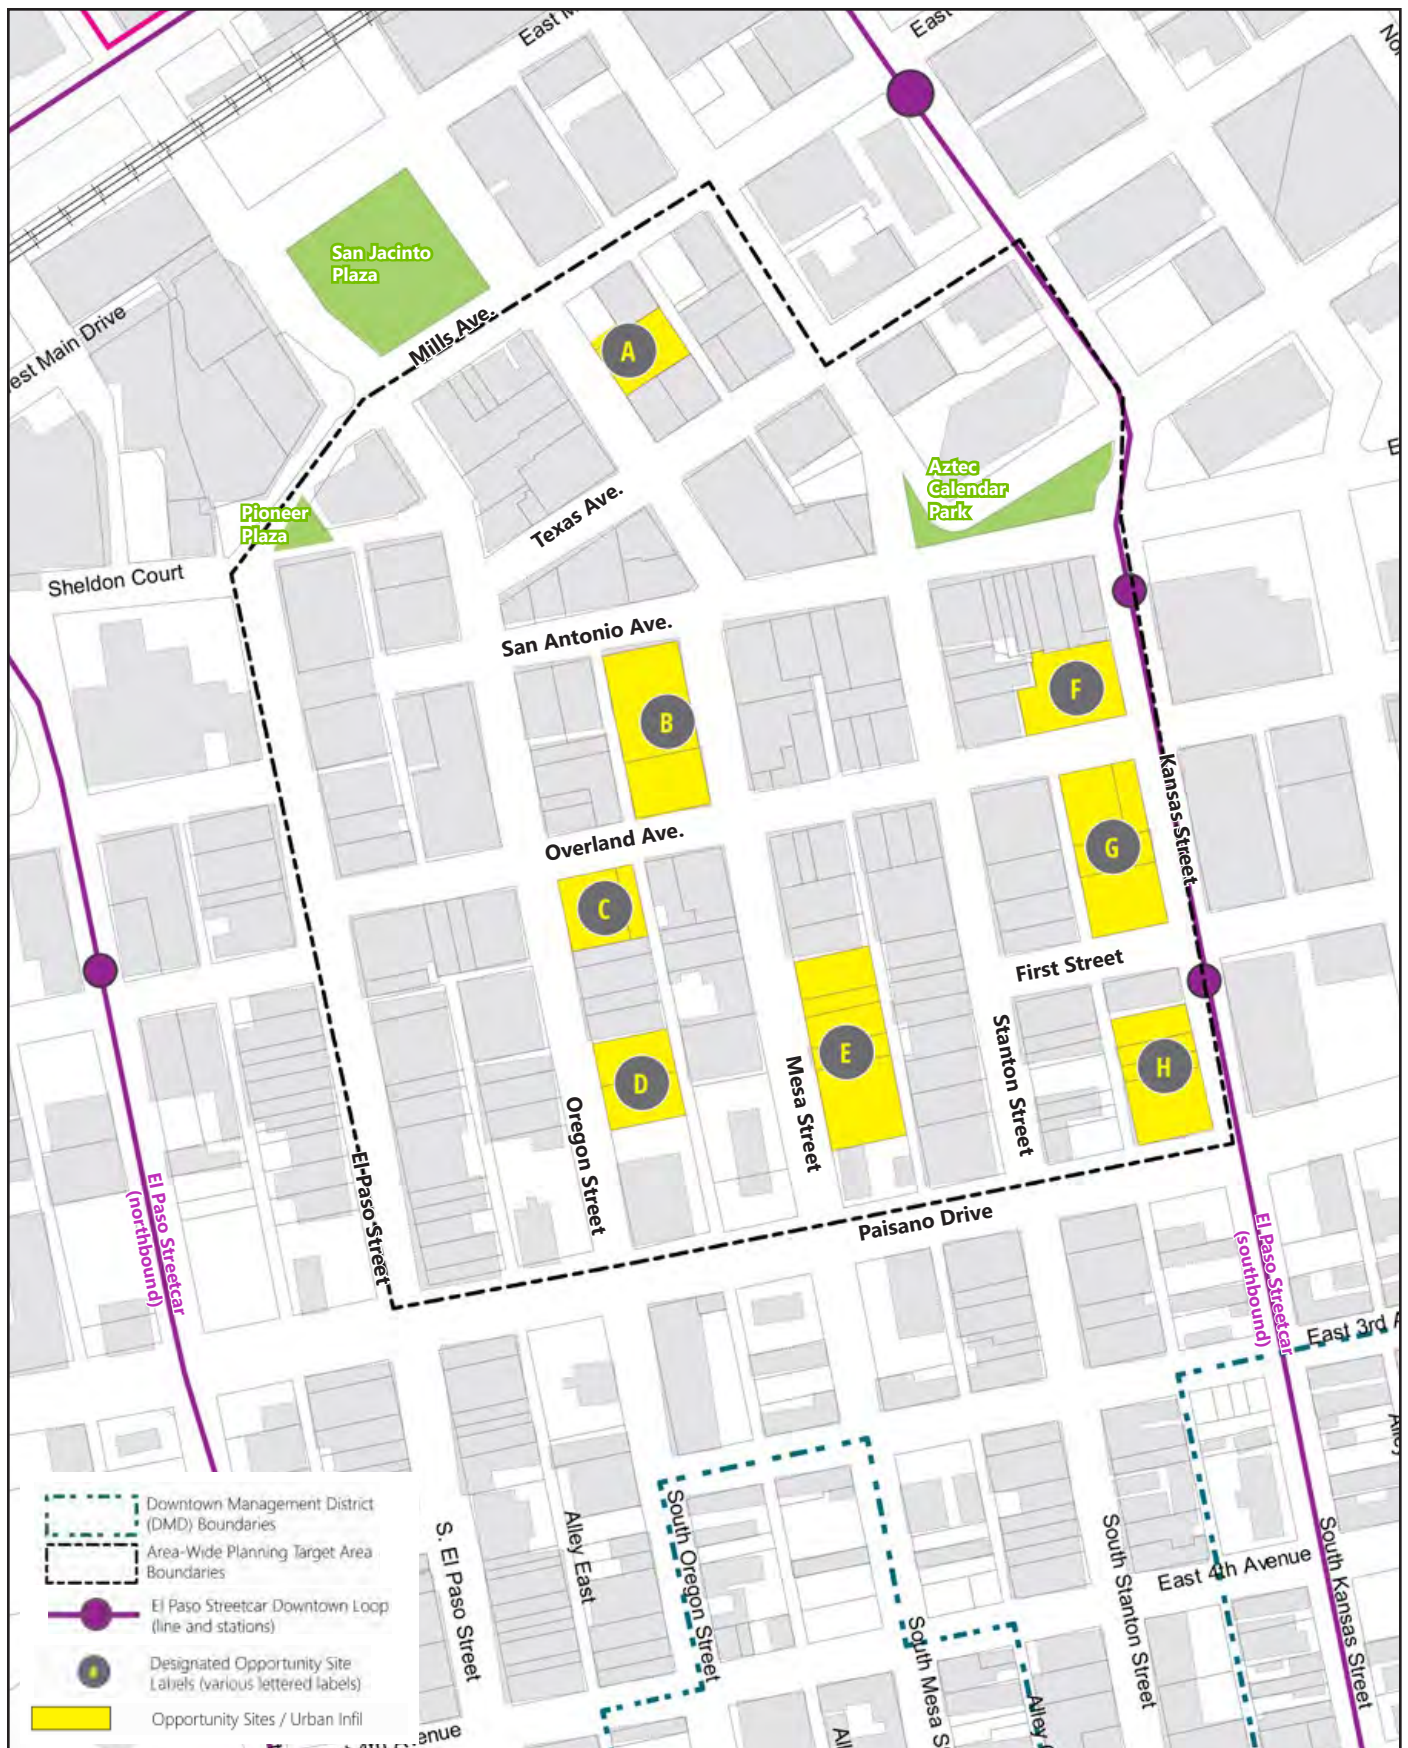 East
East
San Jacinto
Plaza
Mills Ave.
est Main Drive
A
Texas Ave.
Aztec
Calendar
Park
Pioneer
Plaza
Sheldon Court
San Antonio Ave.
B
F
Kansas Street
Overland Ave.
G
C
First Street
E
D
H
Stanton Street
Mesa Street
Oregon Street
El Paso Street
Paisano Drive
El Paso Streetcar
(northbound)
El Paso Streetcar
(southbound)
East 3rd A
S. El Paso Street
Alley East
South Oregon Street
South Mesa S
Alley
South Stanton Street
East 4th Avenue
South Kansas Street
Downtown Management District
(DMD) Boundaries
Area-Wide Planning Target Area
Boundaries
El Paso Streetcar Downtown Loop
(line and stations)
Designated Opportunity Site
Labels (various lettered labels)
Opportunity Sites / Urban Infil